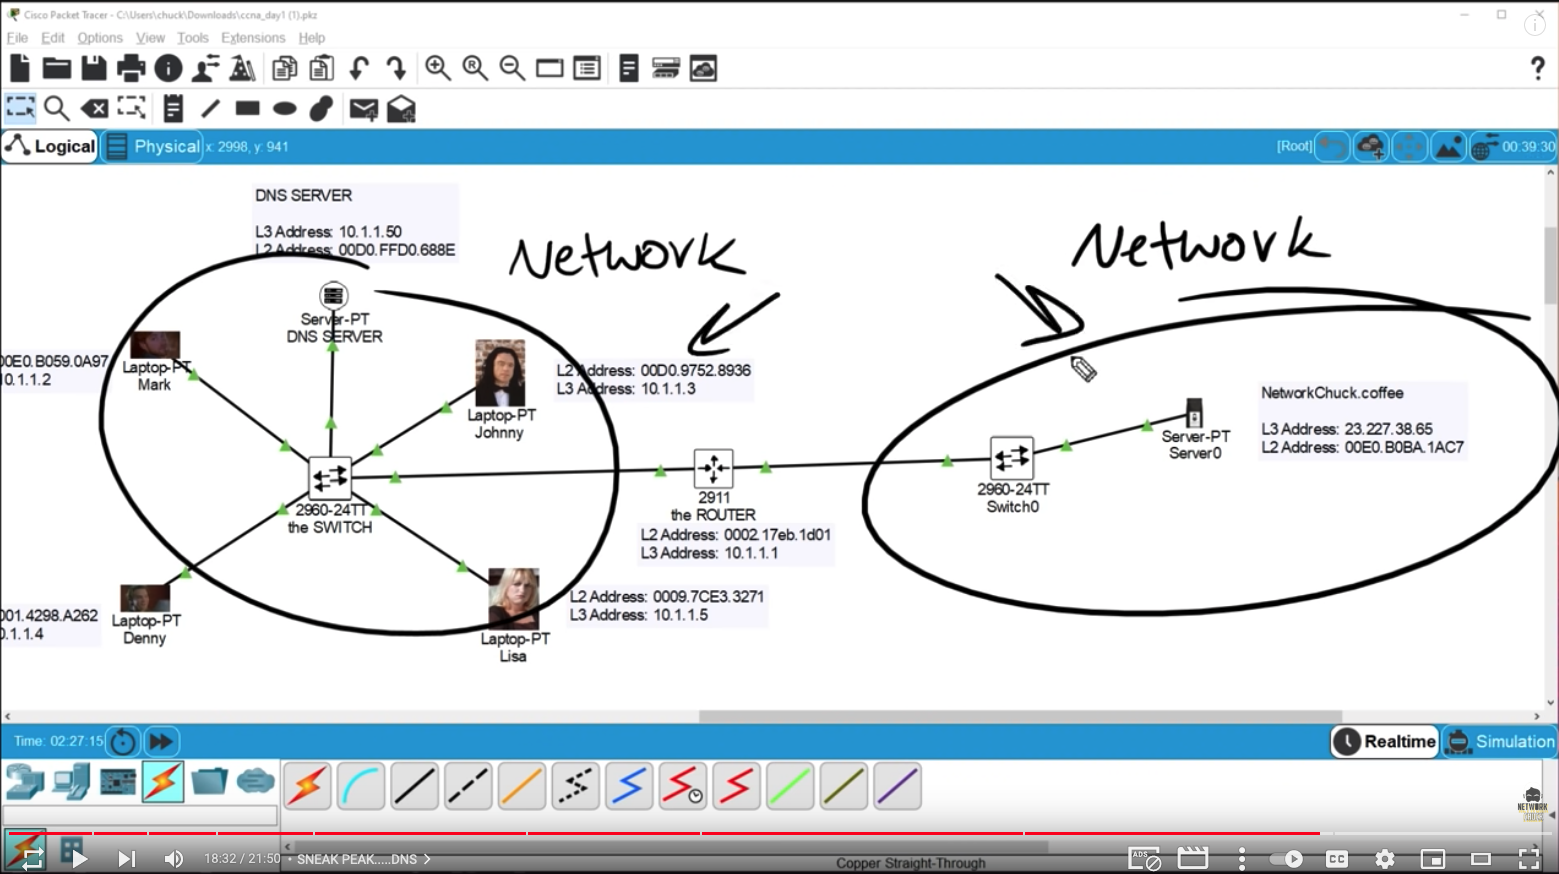 Cisco Packet Tracer - C:\Users\chuck\Downloads\ccna_day1 (1).pkz
File Edit Options View Tools Extensions Help
Logical Physical x: 2998, y: 941 [Root] 00:39:30
DNS SERVER
L3 Address: 10.1.1.50
L2 Address: 00D0.FFD0.688E
Network
Network
Server-PT
DNS SERVER
00E0.B059.0A97
10.1.1.2
Laptop-PT
Mark
L2 Address: 00D0.9752.8936
L3 Address: 10.1.1.3
Laptop-PT
Johnny
NetworkChuck.coffee
L3 Address: 23.227.38.65
L2 Address: 00E0.B0BA.1AC7
Server-PT
Server0
2960-24TT
Switch0
2911
the ROUTER
L2 Address: 0002.17eb.1d01
L3 Address: 10.1.1.1
2960-24TT
the SWITCH
001.4298.A262
0.1.1.4
Laptop-PT
Denny
L2 Address: 0009.7CE3.3271
L3 Address: 10.1.1.5
Laptop-PT
Lisa
Time: 02:27:15 Realtime Simulation
NETWORK
CHUCK
18:32 / 21:50 • SNEAK PEAK.....DNS
Copper Straight-Through
ADS
CC